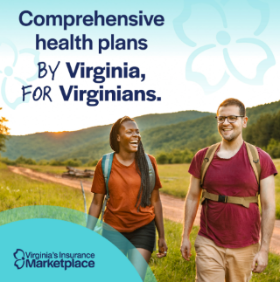 Comprehensive
health plans
BY Virginia,
FOR Virginians.
Virginia's Insurance
Marketplace